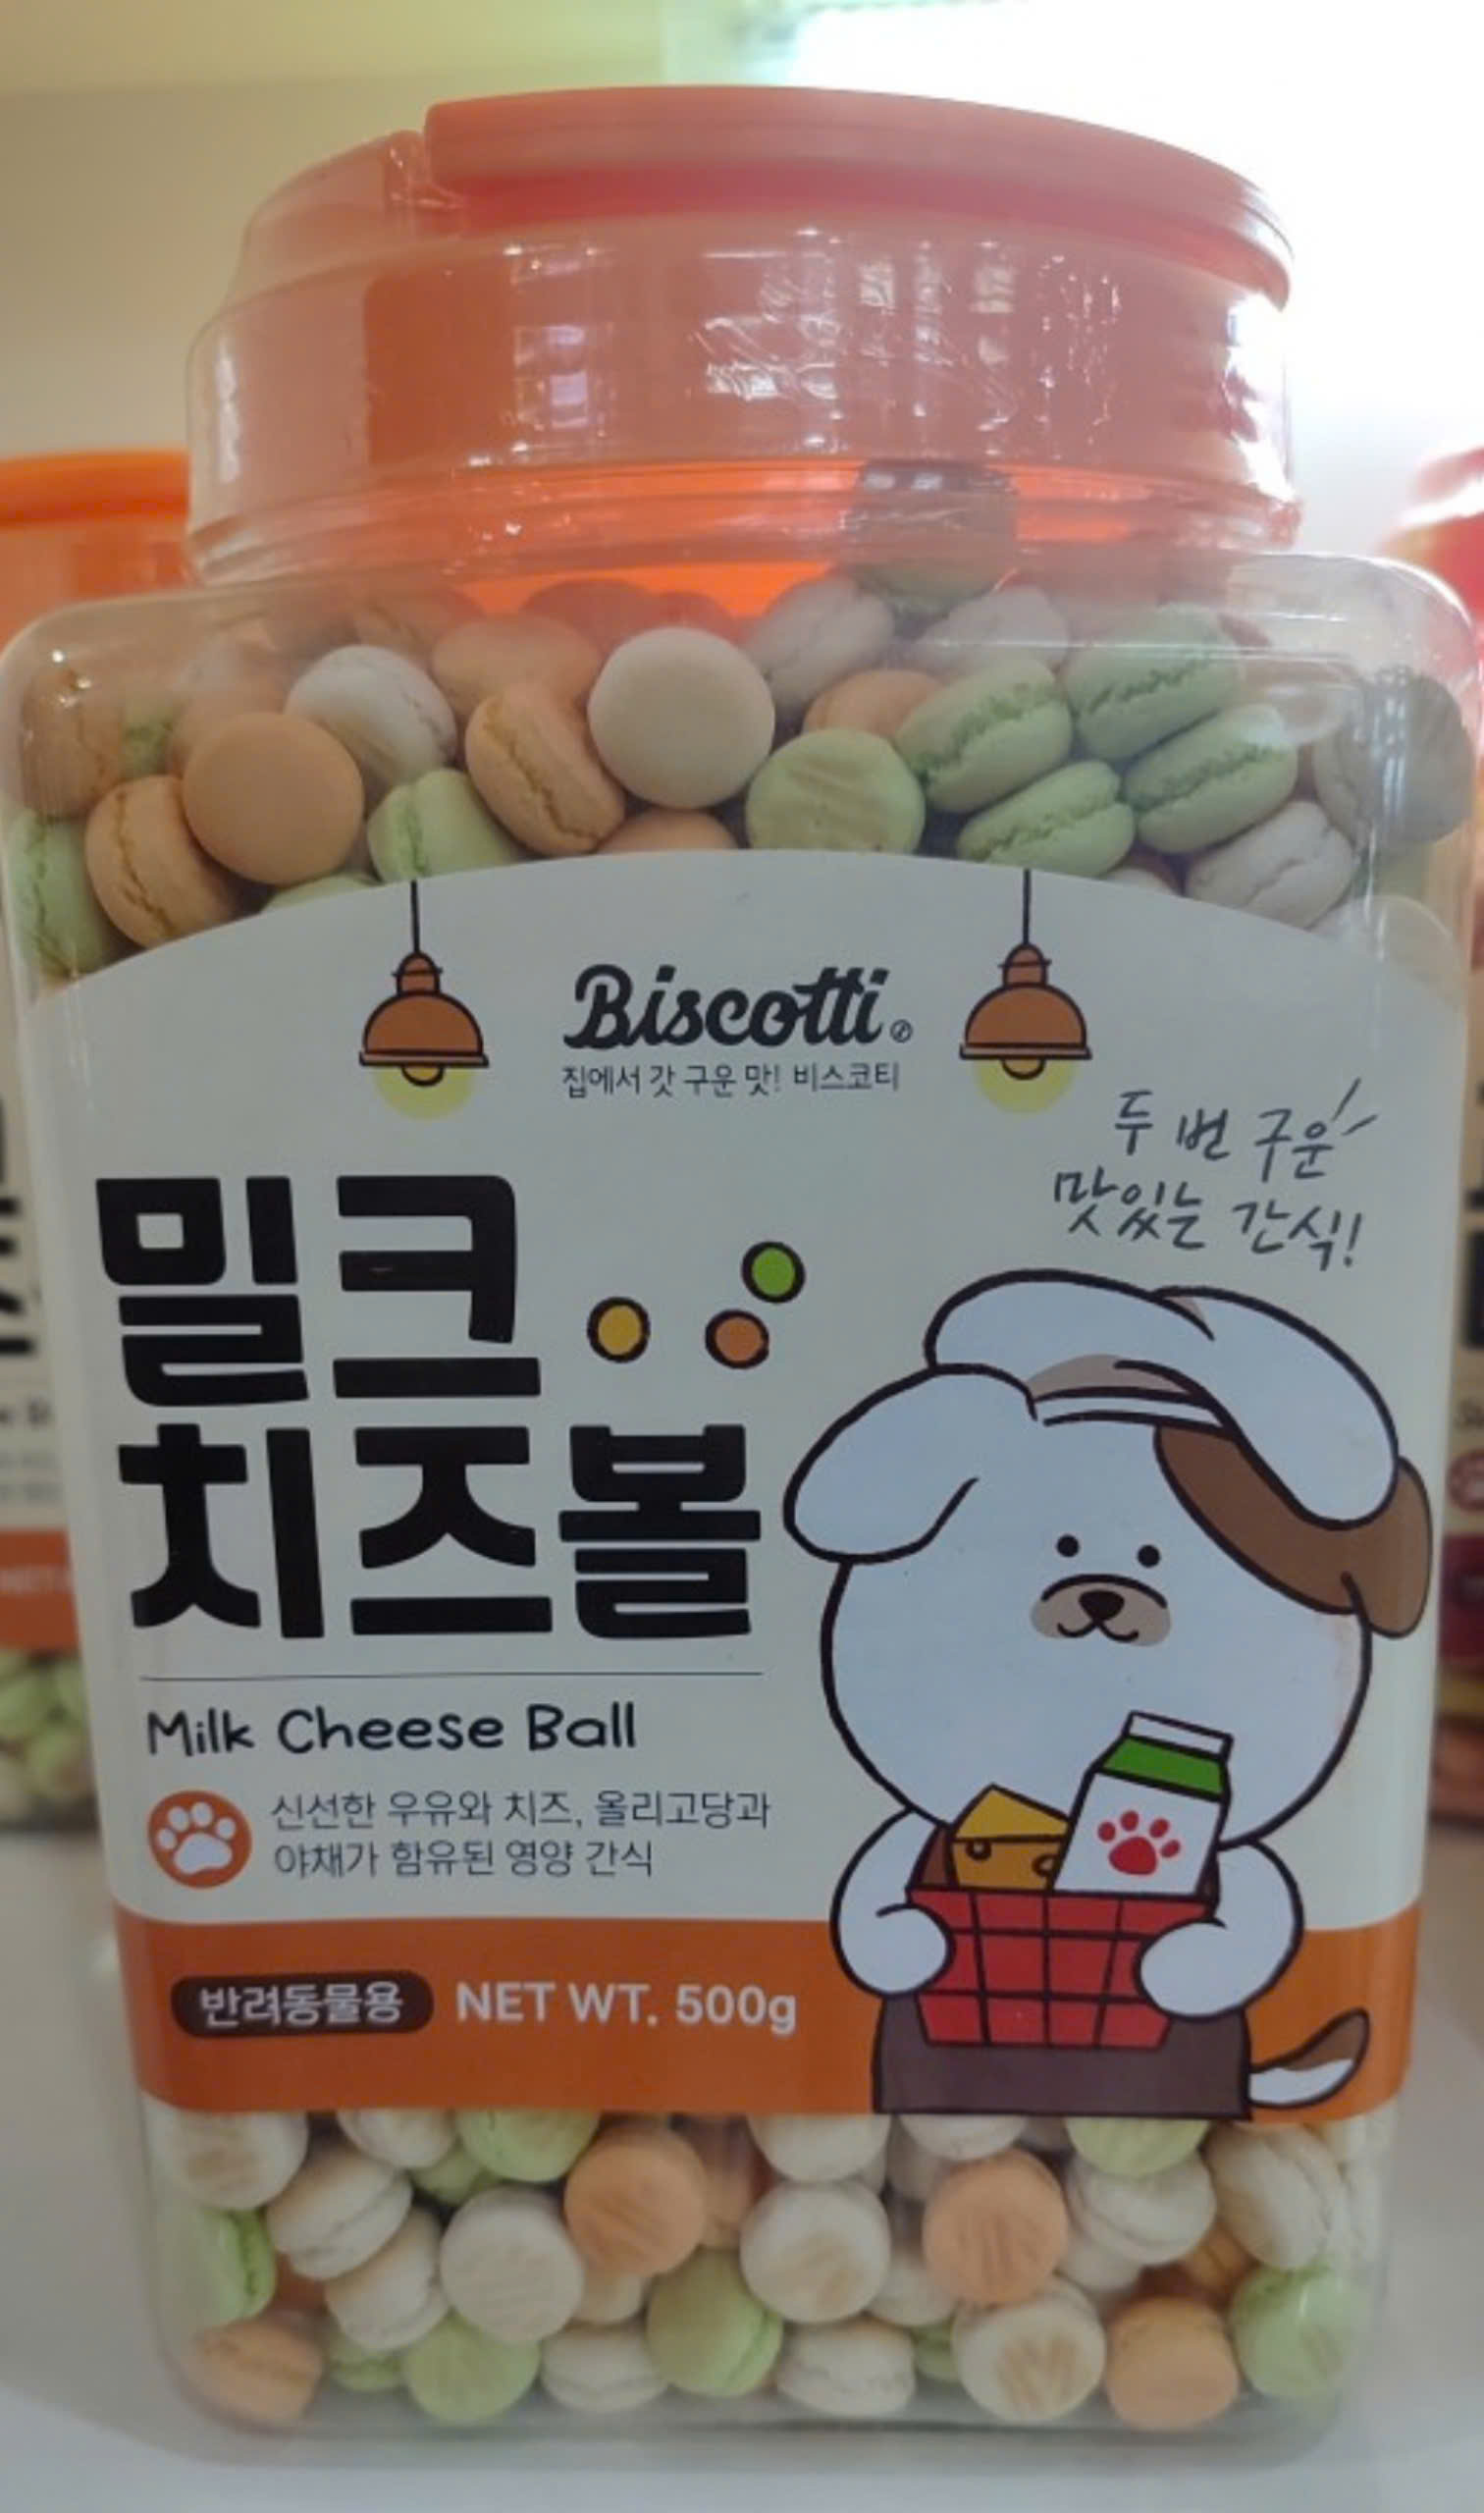 Biscotti
집에서 갓 구운 맛! 비스코티
두 번 구운
맛있는 간식!
밀크
치즈볼
Milk Cheese Ball
신선한 우유와 치즈, 올리고당과
야채가 함유된 영양 간식
반려동물용 NET WT. 500g